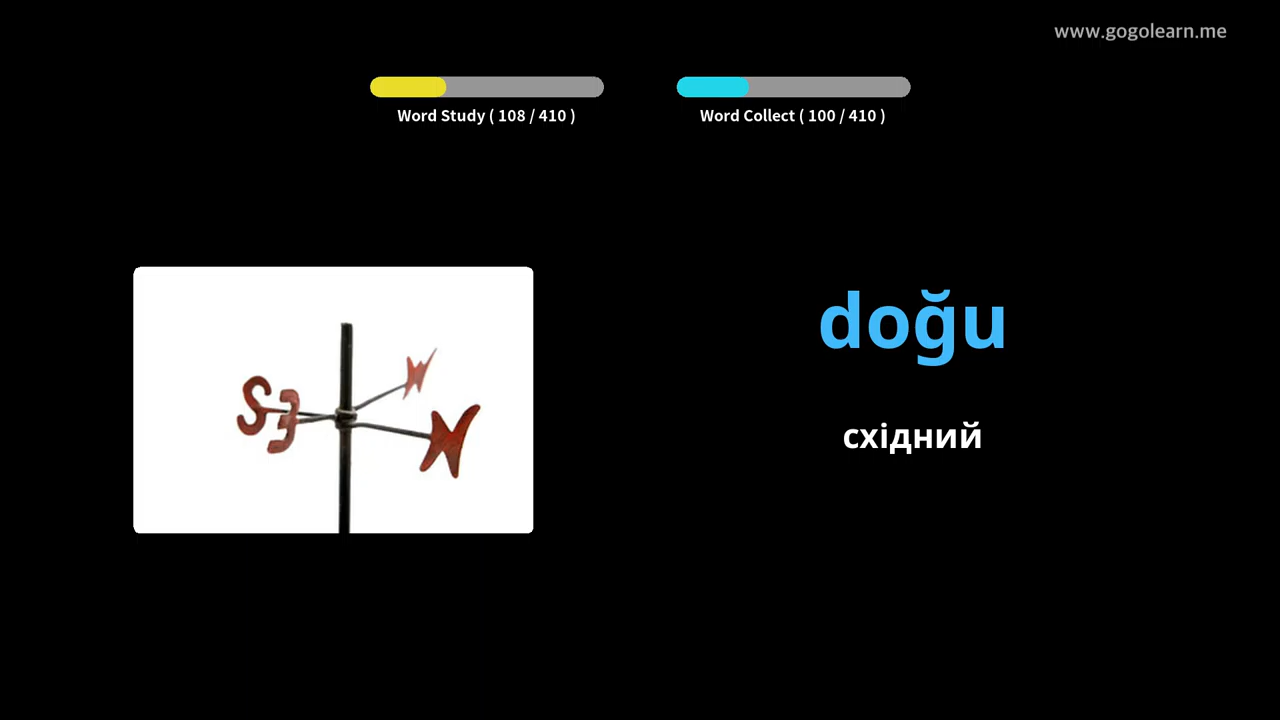 www.gogolearn.me
Word Study ( 108 / 410 )
Word Collect ( 100 / 410 )
S
E
N
doğu
східний